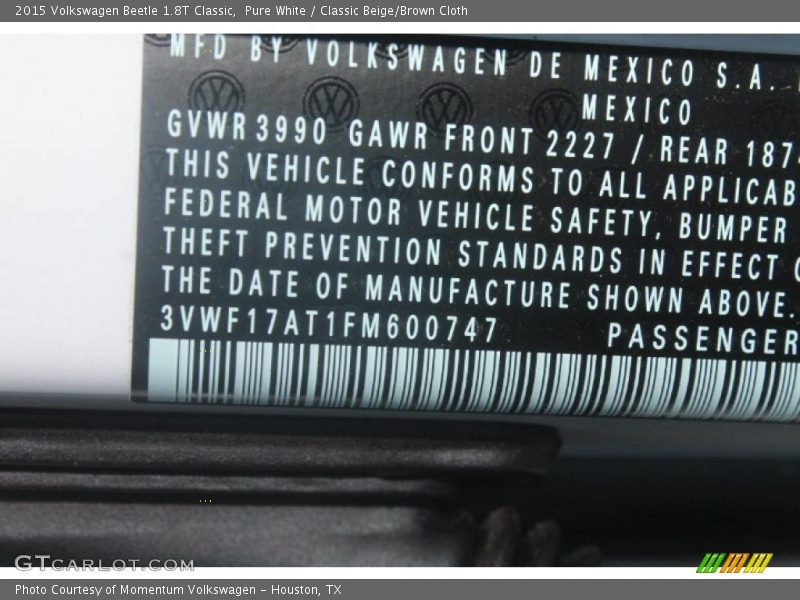 2015 Volkswagen Beetle 1.8T Classic,  Pure White / Classic Beige/Brown Cloth
MFD BY VOLKSWAGEN DE MEXICO S.A.
MEXICO
GVWR 3990 GAWR FRONT 2227 / REAR 187
THIS VEHICLE CONFORMS TO ALL APPLICAB
FEDERAL MOTOR VEHICLE SAFETY, BUMPER
THEFT PREVENTION STANDARDS IN EFFECT
THE DATE OF MANUFACTURE SHOWN ABOVE.
3VWF17AT1FM600747 PASSENGER
GTCARLOT.COM
Photo Courtesy of Momentum Volkswagen – Houston, TX